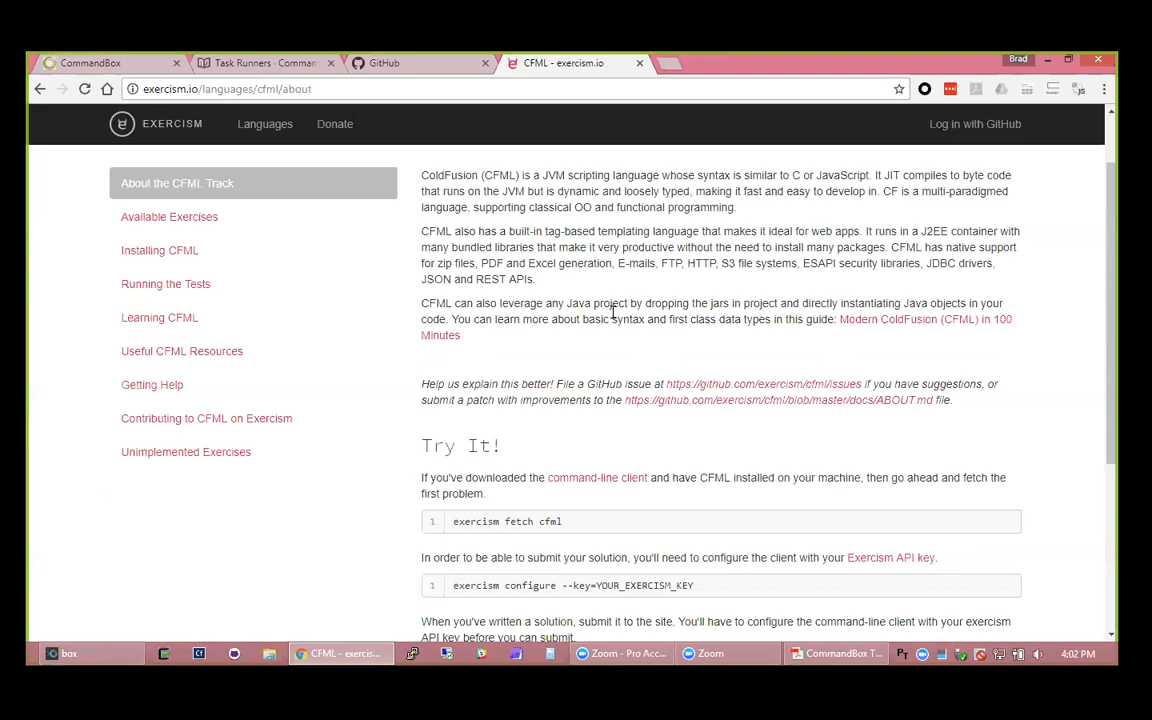 CommandBox
Task Runners · Comman
GitHub
CFML - exercism.io
Brad
exercism.io/languages/cfml/about
EXERCISM
Languages
Donate
Log in with GitHub
About the CFML Track
Available Exercises
Installing CFML
Running the Tests
Learning CFML
Useful CFML Resources
Getting Help
Contributing to CFML on Exercism
Unimplemented Exercises
ColdFusion (CFML) is a JVM scripting language whose syntax is similar to C or JavaScript. It JIT compiles to byte code
that runs on the JVM but is dynamic and loosely typed, making it fast and easy to develop in. CF is a multi-paradigmed
language, supporting classical OO and functional programming.
CFML also has a built-in tag-based templating language that makes it ideal for web apps. It runs in a J2EE container with
many bundled libraries that make it very productive without the need to install many packages. CFML has native support
for zip files, PDF and Excel generation, E-mails, FTP, HTTP, S3 file systems, ESAPI security libraries, JDBC drivers,
JSON and REST APIs.
CFML can also leverage any Java project by dropping the jars in project and directly instantiating Java objects in your
code. You can learn more about basic syntax and first class data types in this guide: Modern ColdFusion (CFML) in 100
Minutes
Help us explain this better! File a GitHub issue at https://github.com/exercism/cfml/issues if you have suggestions, or
submit a patch with improvements to the https://github.com/exercism/cfml/blob/master/docs/ABOUT.md file.
Try It!
If you've downloaded the command-line client and have CFML installed on your machine, then go ahead and fetch the
first problem.
1 exercism fetch cfml
In order to be able to submit your solution, you'll need to configure the client with your Exercism API key.
1 exercism configure --key=YOUR_EXERCISM_KEY
When you've written a solution, submit it to the site. You'll have to configure the command-line client with your exercism
API key before you can submit.
box
Cf
CFML - exercis...
Zoom - Pro Acc...
Zoom
CommandBox T...
4:02 PM